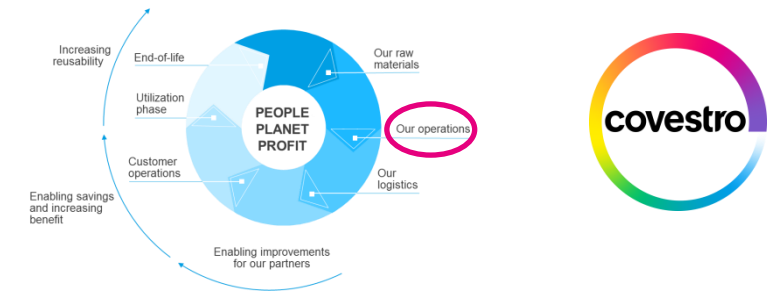 Increasing
reusability
End-of-life
Our raw
materials
Utilization
phase
PEOPLE
PLANET
PROFIT
Our operations
covestro
Customer
operations
Our
logistics
Enabling savings
and increasing
benefit
Enabling improvements
for our partners